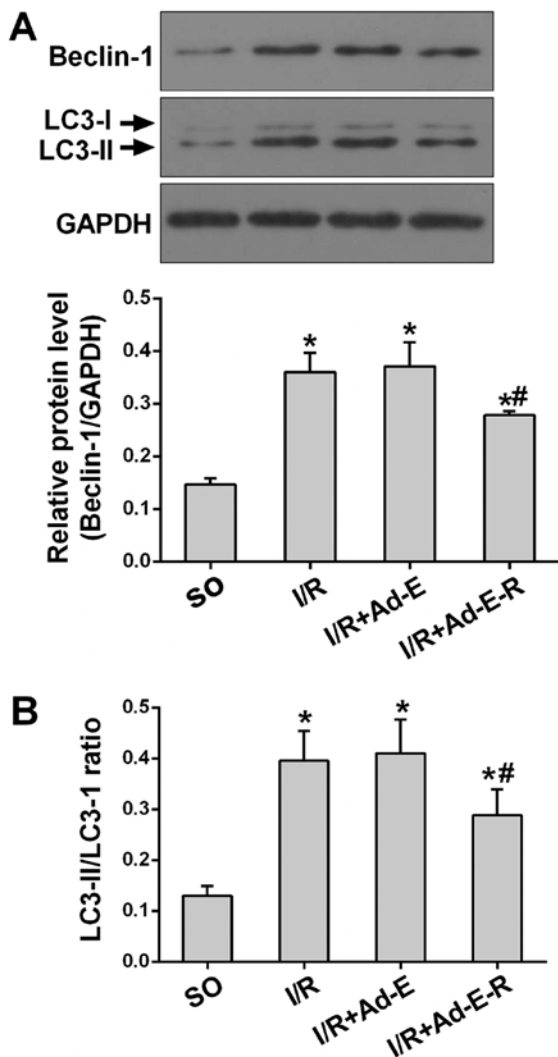 A
Beclin-1
LC3-I
LC3-II
GAPDH
Relative protein level
(Beclin-1/GAPDH)
0.5
0.4
0.3
0.2
0.1
0.0
*
*
*#
SO
I/R
I/R+Ad-E
I/R+Ad-E-R
B
LC3-II/LC3-1 ratio
0.5
0.4
0.3
0.2
0.1
0.0
*
*
*#
SO
I/R
I/R+Ad-E
I/R+Ad-E-R